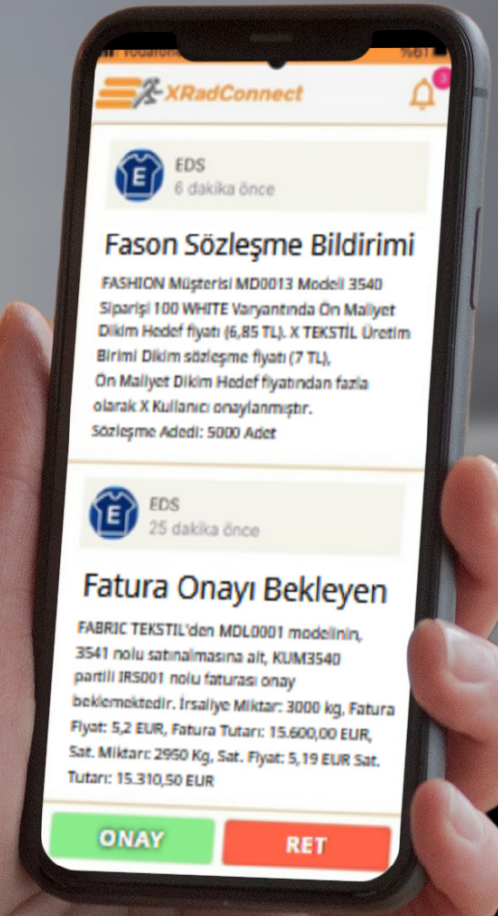 Vodafone
%61
3
XRadConnect
E
EDS
6 dakika önce
Fason Sözleşme Bildirimi
FASHION Müşterisi MD0013 Modeli 3540
Siparişi 100 WHITE Varyantında Ön Maliyet
Dikim Hedef fiyatı (6,85 TL). X TEKSTİL Üretim
Birimi Dikim sözleşme fiyatı (7 TL),
Ön Maliyet Dikim Hedef fiyatından fazla
olarak X Kullanıcı onaylanmıştır.
Sözleşme Adedi: 5000 Adet
E
EDS
25 dakika önce
Fatura Onayı Bekleyen
FABRIC TEKSTİL'den MDL0001 modelinin,
3541 nolu satınalmasına ait, KUM3540
partili IRS001 nolu faturası onay
beklemektedir. İrsaliye Miktar: 3000 kg, Fatura
Fiyat: 5,2 EUR, Fatura Tutarı: 15.600,00 EUR,
Sat. Miktarı: 2950 Kg, Sat. Fiyat: 5,19 EUR Sat.
Tutarı: 15.310,50 EUR
ONAY
RET